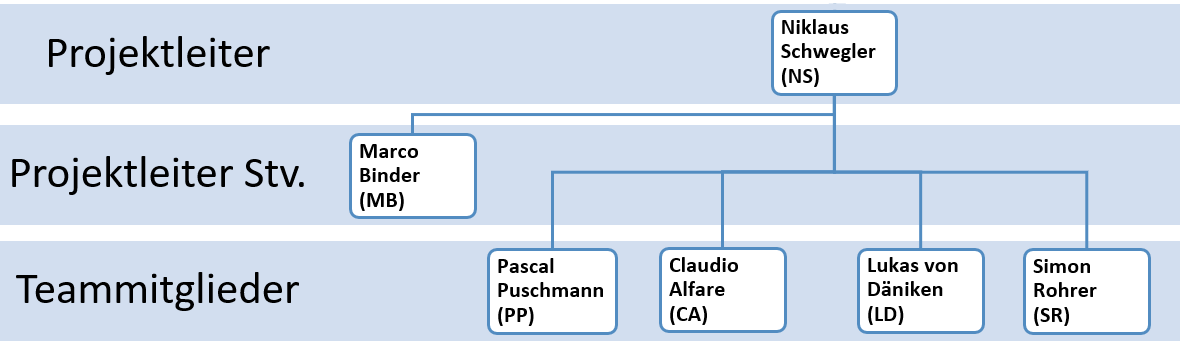 Projektleiter
Niklaus
Schwegler
(NS)
Projektleiter Stv.
Marco
Binder
(MB)
Teammitglieder
Pascal
Puschmann
(PP)
Claudio
Alfare
(CA)
Lukas von
Däniken
(LD)
Simon
Rohrer
(SR)